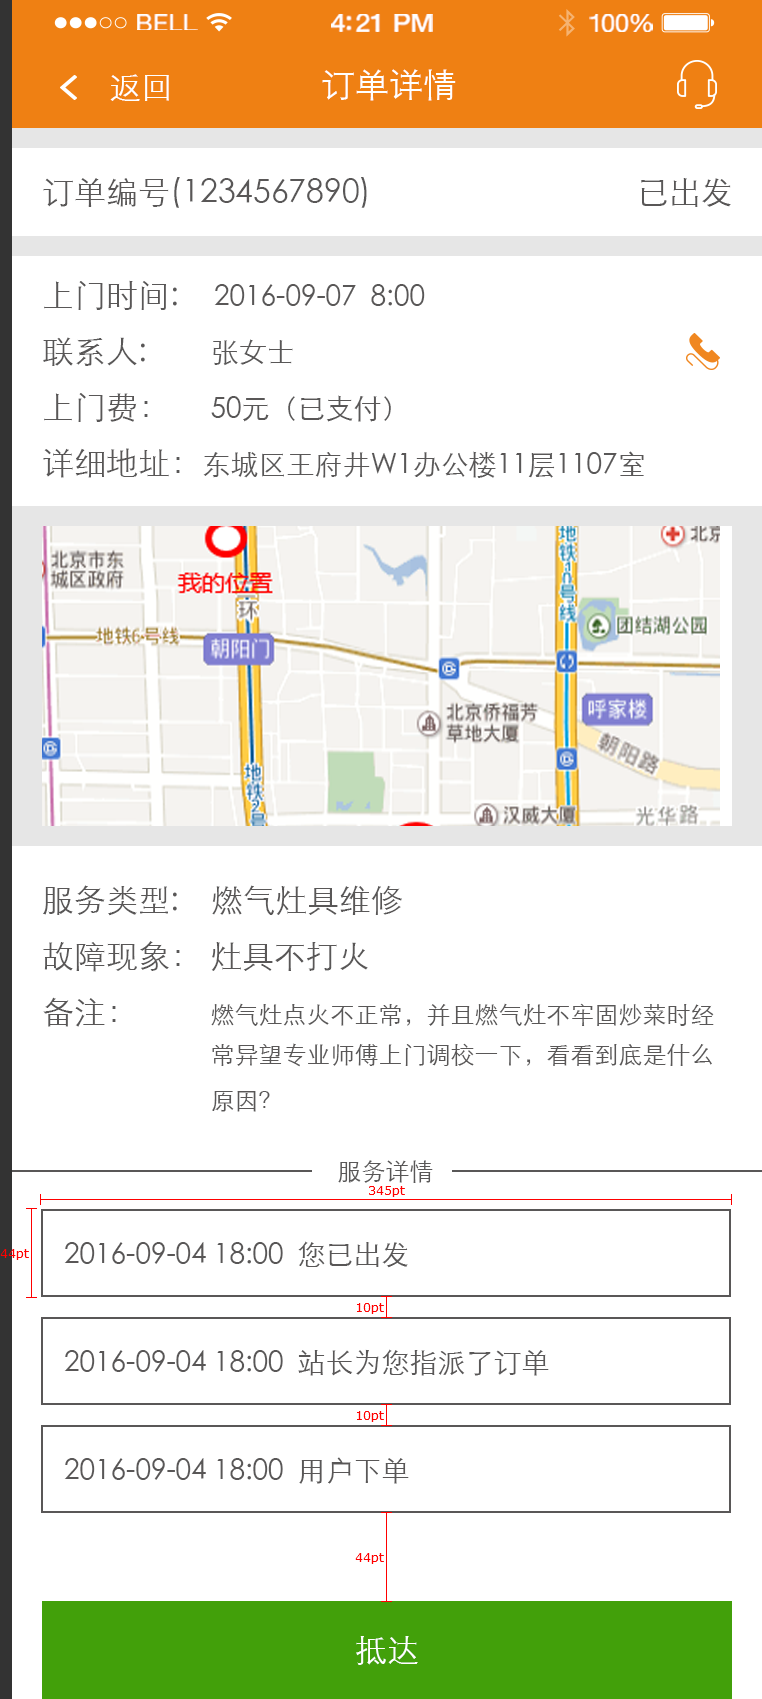 BELL 4:21 PM 100%
返回 订单详情
订单编号(1234567890) 已出发
上门时间： 2016-09-07 8:00
联系人： 张女士
上门费： 50元（已支付）
详细地址： 东城区王府井W1办公楼11层1107室
北京市东
城区政府
我的位置
环
地铁6号线
朝阳门
地铁10号线
北京
团结湖公园
呼家楼
北京侨福芳
草地大厦
朝阳路
地铁2号
汉威大厦
光华路
服务类型： 燃气灶具维修
故障现象： 灶具不打火
备注： 燃气灶点火不正常，并且燃气灶不牢固炒菜时经
常异望专业师傅上门调校一下，看看到底是什么
原因？
服务详情
345pt
44pt
2016-09-04 18:00 您已出发
10pt
2016-09-04 18:00 站长为您指派了订单
10pt
2016-09-04 18:00 用户下单
44pt
抵达